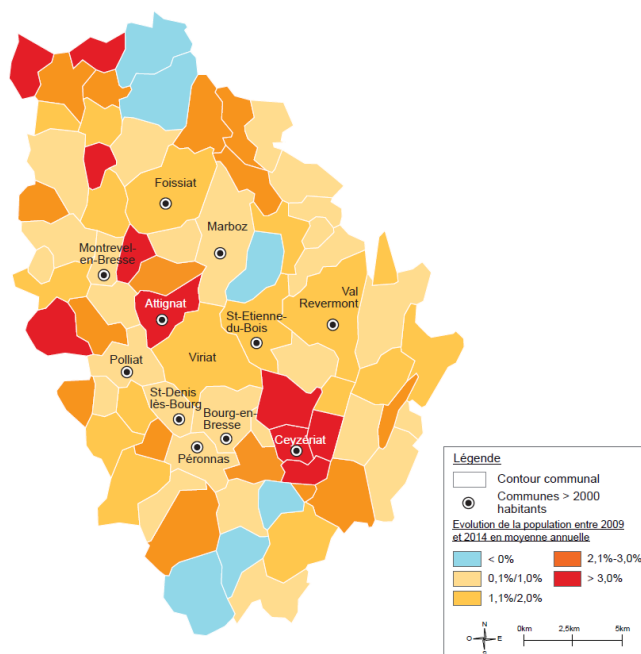 Foissiat
Marboz
Montrevel-
en-Bresse
Val
Revermont
Attignat
St-Etienne-
du-Bois
Viriat
Polliat
St-Denis
lès-Bourg
Bourg-en-
Bresse
Ceyzériat
Péronnas
Légende
Contour communal
Communes > 2000
habitants
Evolution de la population entre 2009
et 2014 en moyenne annuelle
< 0%
2,1%-3,0%
0,1%/1,0%
> 3,0%
1,1%/2,0%
N
O
E
S
0km
2,5km
5km